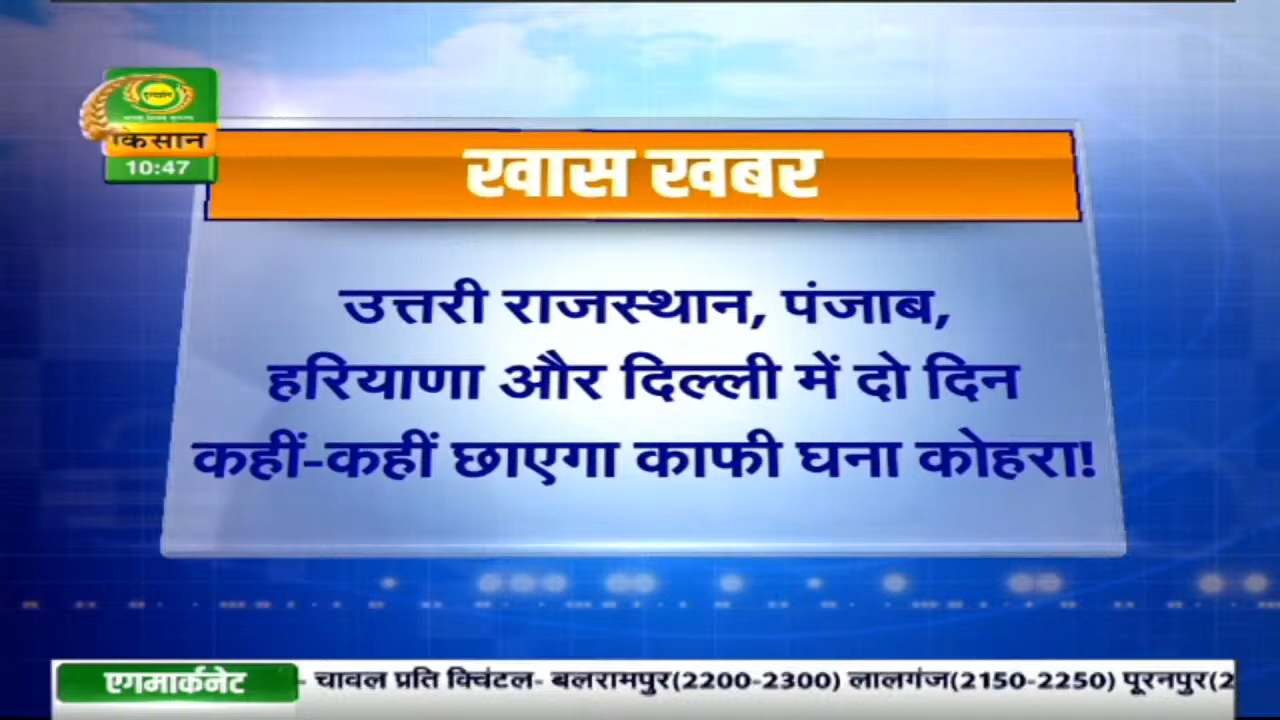 किसान
10:47
खास खबर
उत्तरी राजस्थान, पंजाब,
हरियाणा और दिल्ली में दो दिन
कहीं-कहीं छाएगा काफी घना कोहरा!
एगमार्कनेट
- चावल प्रति क्विंटल- बलरामपुर(2200-2300) लालगंज(2150-2250) पूरनपुर(2